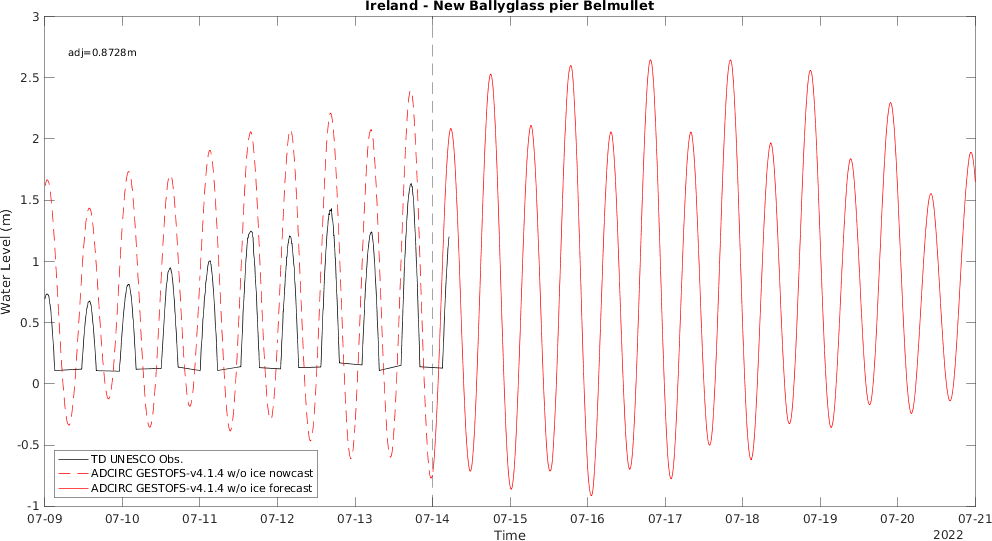 Ireland - New Ballyglass pier Belmullet
adj=0.8728m
3
2.5
2
1.5
1
0.5
0
-0.5
-1
Water Level (m)
TD UNESCO Obs.
ADCIRC GESTOFS-v4.1.4 w/o ice nowcast
ADCIRC GESTOFS-v4.1.4 w/o ice forecast
07-09 07-10 07-11 07-12 07-13 07-14 07-15 07-16 07-17 07-18 07-19 07-20 07-21
Time
2022